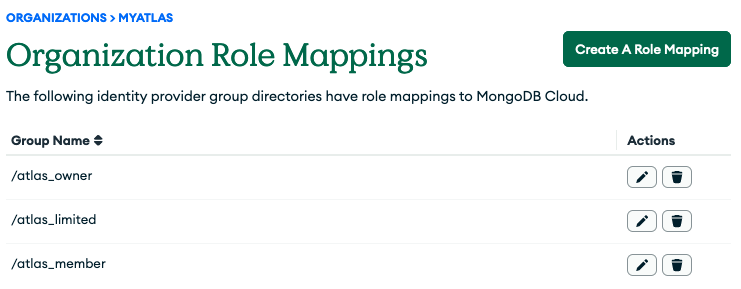 ORGANIZATIONS > MYATLAS
Organization Role Mappings
Create A Role Mapping
The following identity provider group directories have role mappings to MongoDB Cloud.
Group Name
Actions
/atlas_owner
/atlas_limited
/atlas_member